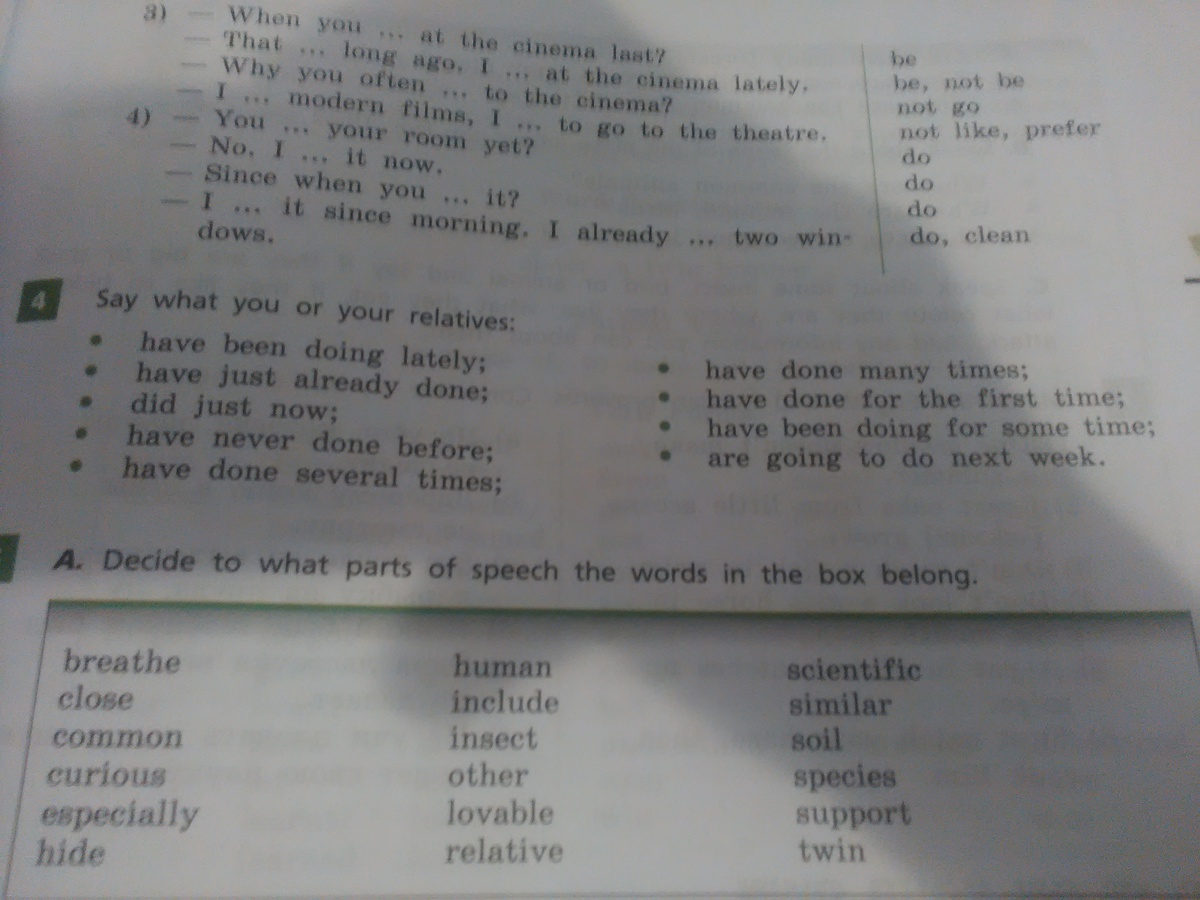 3) — When you ... at the cinema last?
be
— That ... long ago. I ... at the cinema lately.
be, not be
— Why you often ... to the cinema?
not go
— I ... modern films, I ... to go to the theatre.
not like, prefer
4) — You ... your room yet?
do
— No. I ... it now.
do
— Since when you ... it?
do
— I ... it since morning. I already ... two win-
do, clean
dows.
4 Say what you or your relatives:
• have been doing lately;
• have just already done;
• did just now;
• have never done before;
• have done several times;
• have done many times;
• have done for the first time;
• have been doing for some time;
• are going to do next week.
A. Decide to what parts of speech the words in the box belong.
breathe
close
common
curious
especially
hide
human
include
insect
other
lovable
relative
scientific
similar
soil
species
support
twin